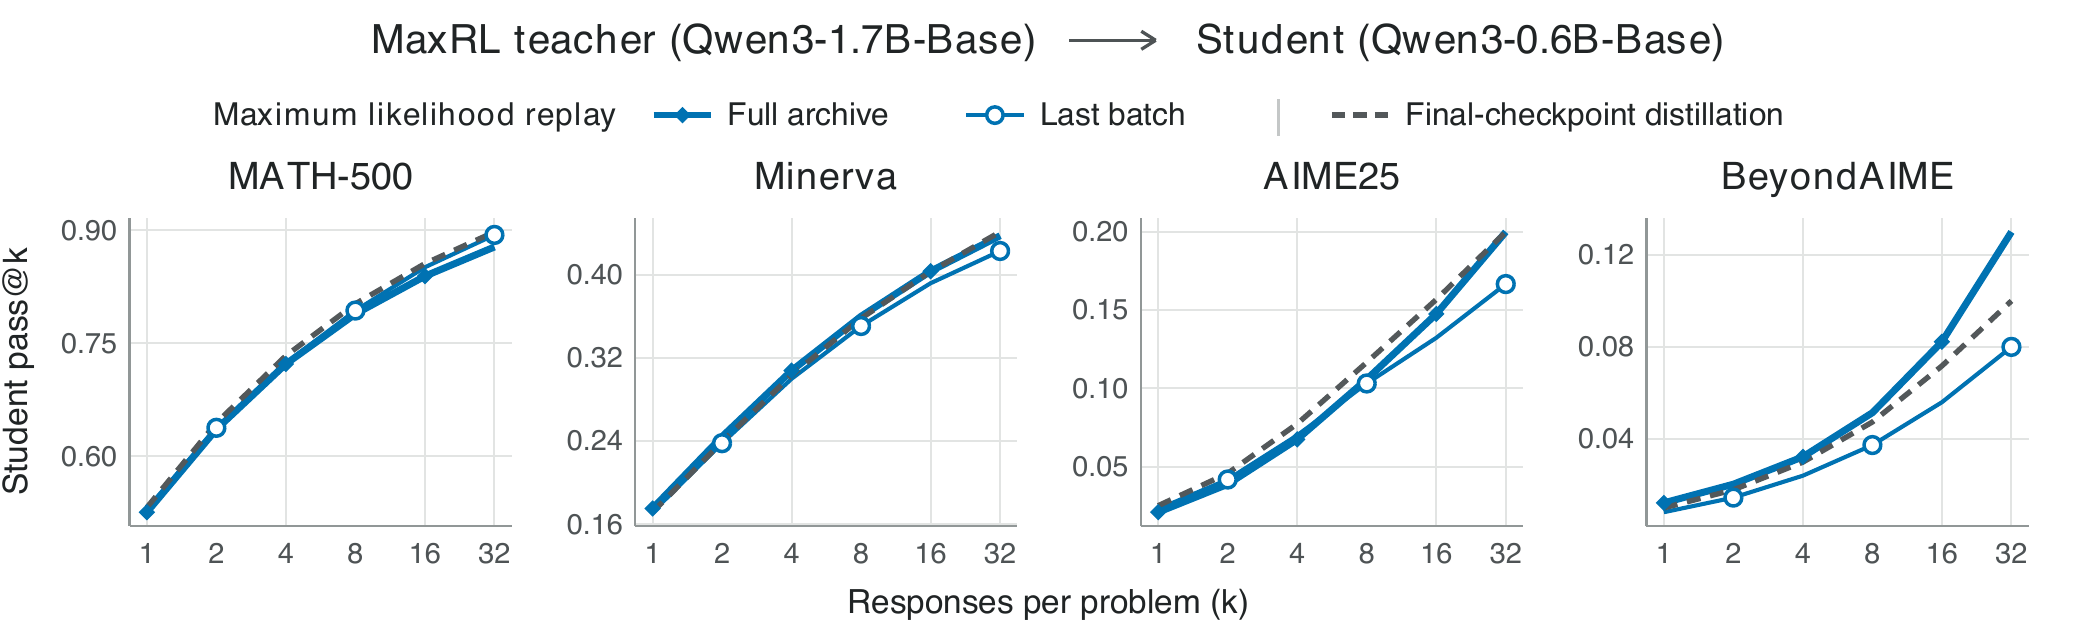 MaxRL teacher (Qwen3-1.7B-Base) → Student (Qwen3-0.6B-Base)
Maximum likelihood replay Full archive Last batch Final-checkpoint distillation
MATH-500 Minerva AIME25 BeyondAIME
Student pass@k
0.90
0.75
0.60
1 2 4 8 16 32
0.40
0.32
0.24
0.16
1 2 4 8 16 32
0.20
0.15
0.10
0.05
1 2 4 8 16 32
0.12
0.08
0.04
1 2 4 8 16 32
Responses per problem (k)